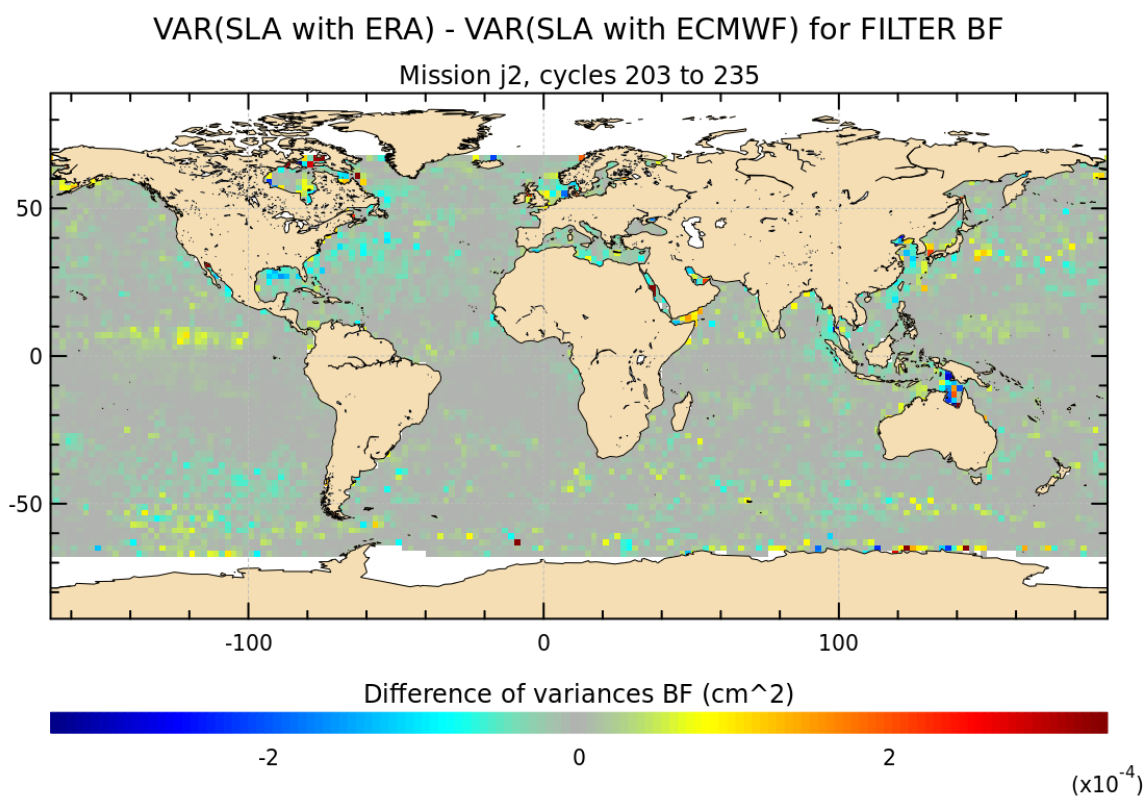 VAR(SLA with ERA) - VAR(SLA with ECMWF) for FILTER BF
Mission j2, cycles 203 to 235
50
0
-50
-100 0 100
Difference of variances BF (cm^2)
-2 0 2
(x10⁻⁴)